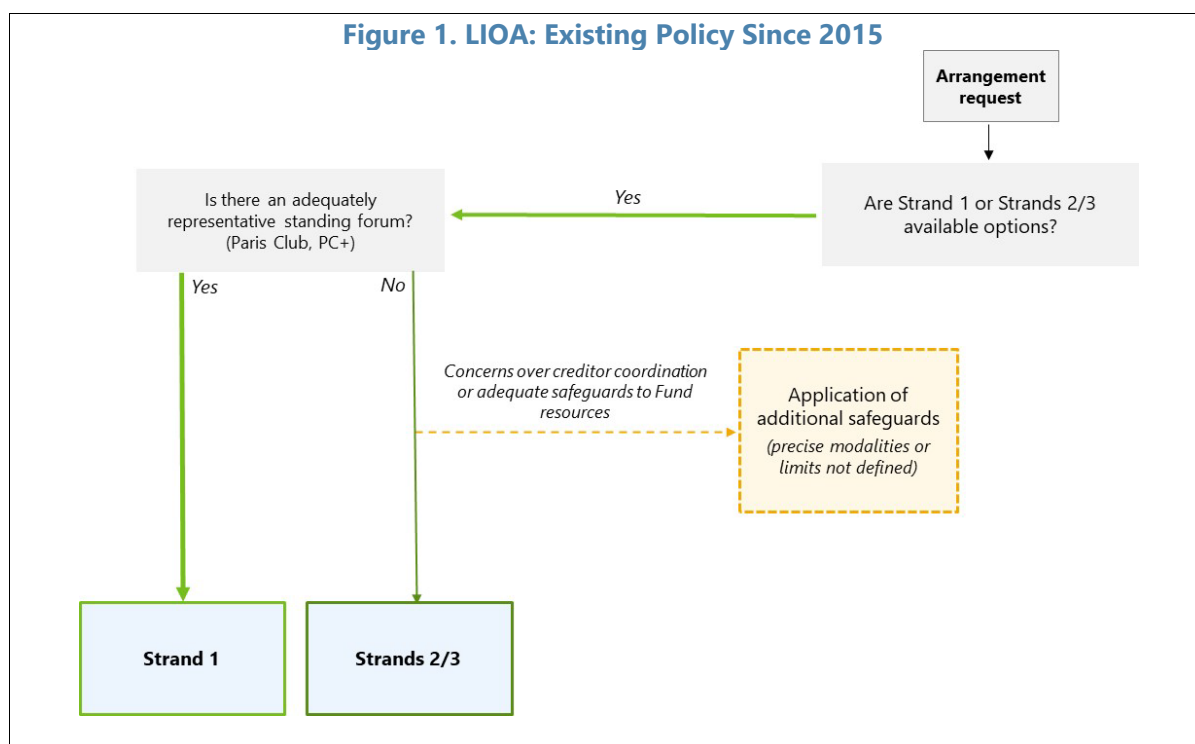 Figure 1. LIOA: Existing Policy Since 2015
Arrangement
request
Are Strand 1 or Strands 2/3
available options?
Yes
Is there an adequately
representative standing forum?
(Paris Club, PC+)
Yes
No
Concerns over creditor coordination
or adequate safeguards to Fund
resources
Application of
additional safeguards
(precise modalities or
limits not defined)
Strand 1
Strands 2/3